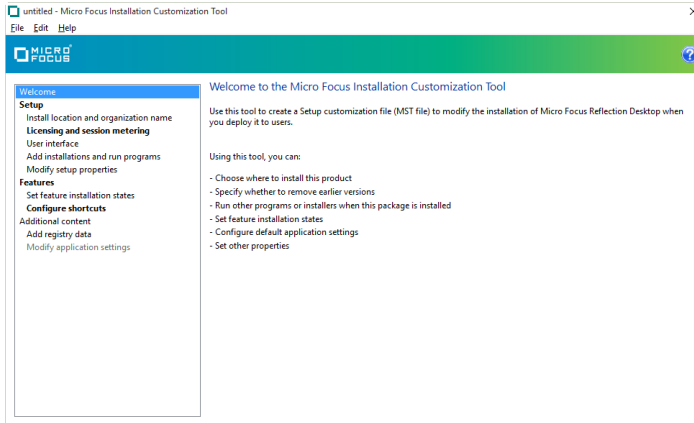 untitled - Micro Focus Installation Customization Tool
File Edit Help
MICRO
FOCUS
Welcome
Setup
Install location and organization name
Licensing and session metering
User interface
Add installations and run programs
Modify setup properties
Features
Set feature installation states
Configure shortcuts
Additional content
Add registry data
Modify application settings
Welcome to the Micro Focus Installation Customization Tool
Use this tool to create a Setup customization file (MST file) to modify the installation of Micro Focus Reflection Desktop when
you deploy it to users.
Using this tool, you can:
- Choose where to install this product
- Specify whether to remove earlier versions
- Run other programs or installers when this package is installed
- Set feature installation states
- Configure default application settings
- Set other properties